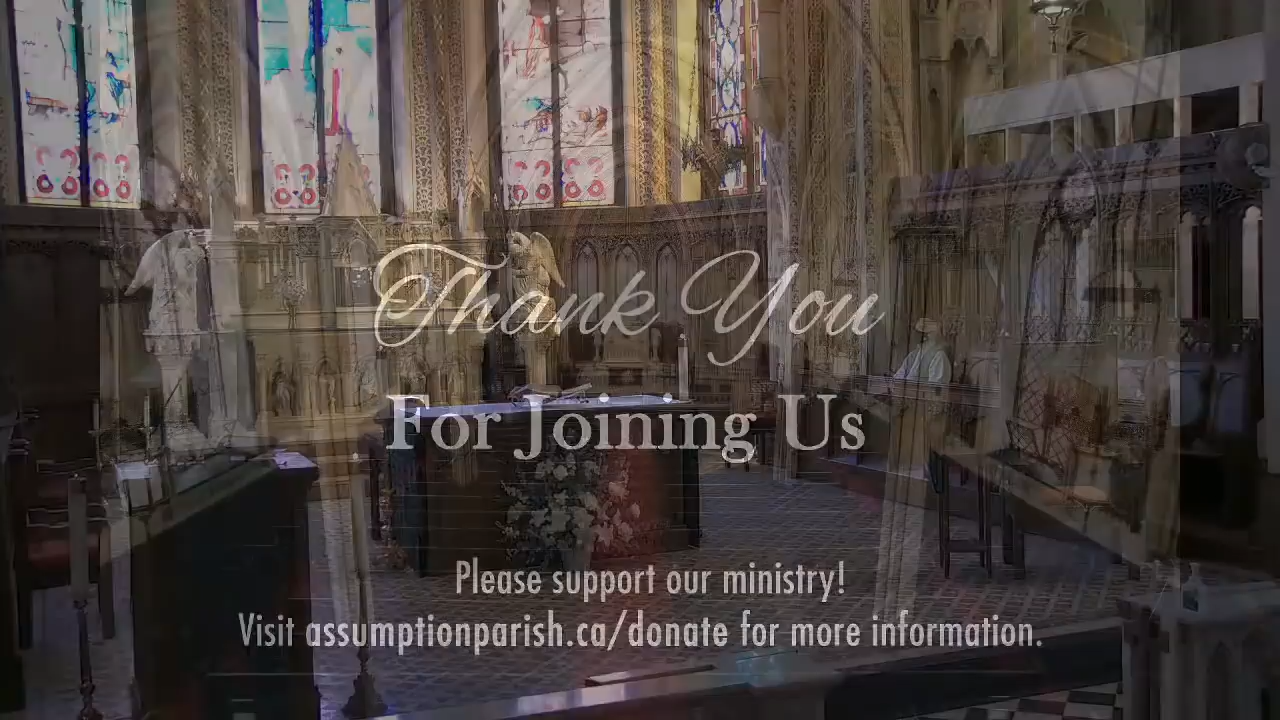 Thank You
For Joining Us
Please support our ministry!
Visit assumptionparish.ca/donate for more information.